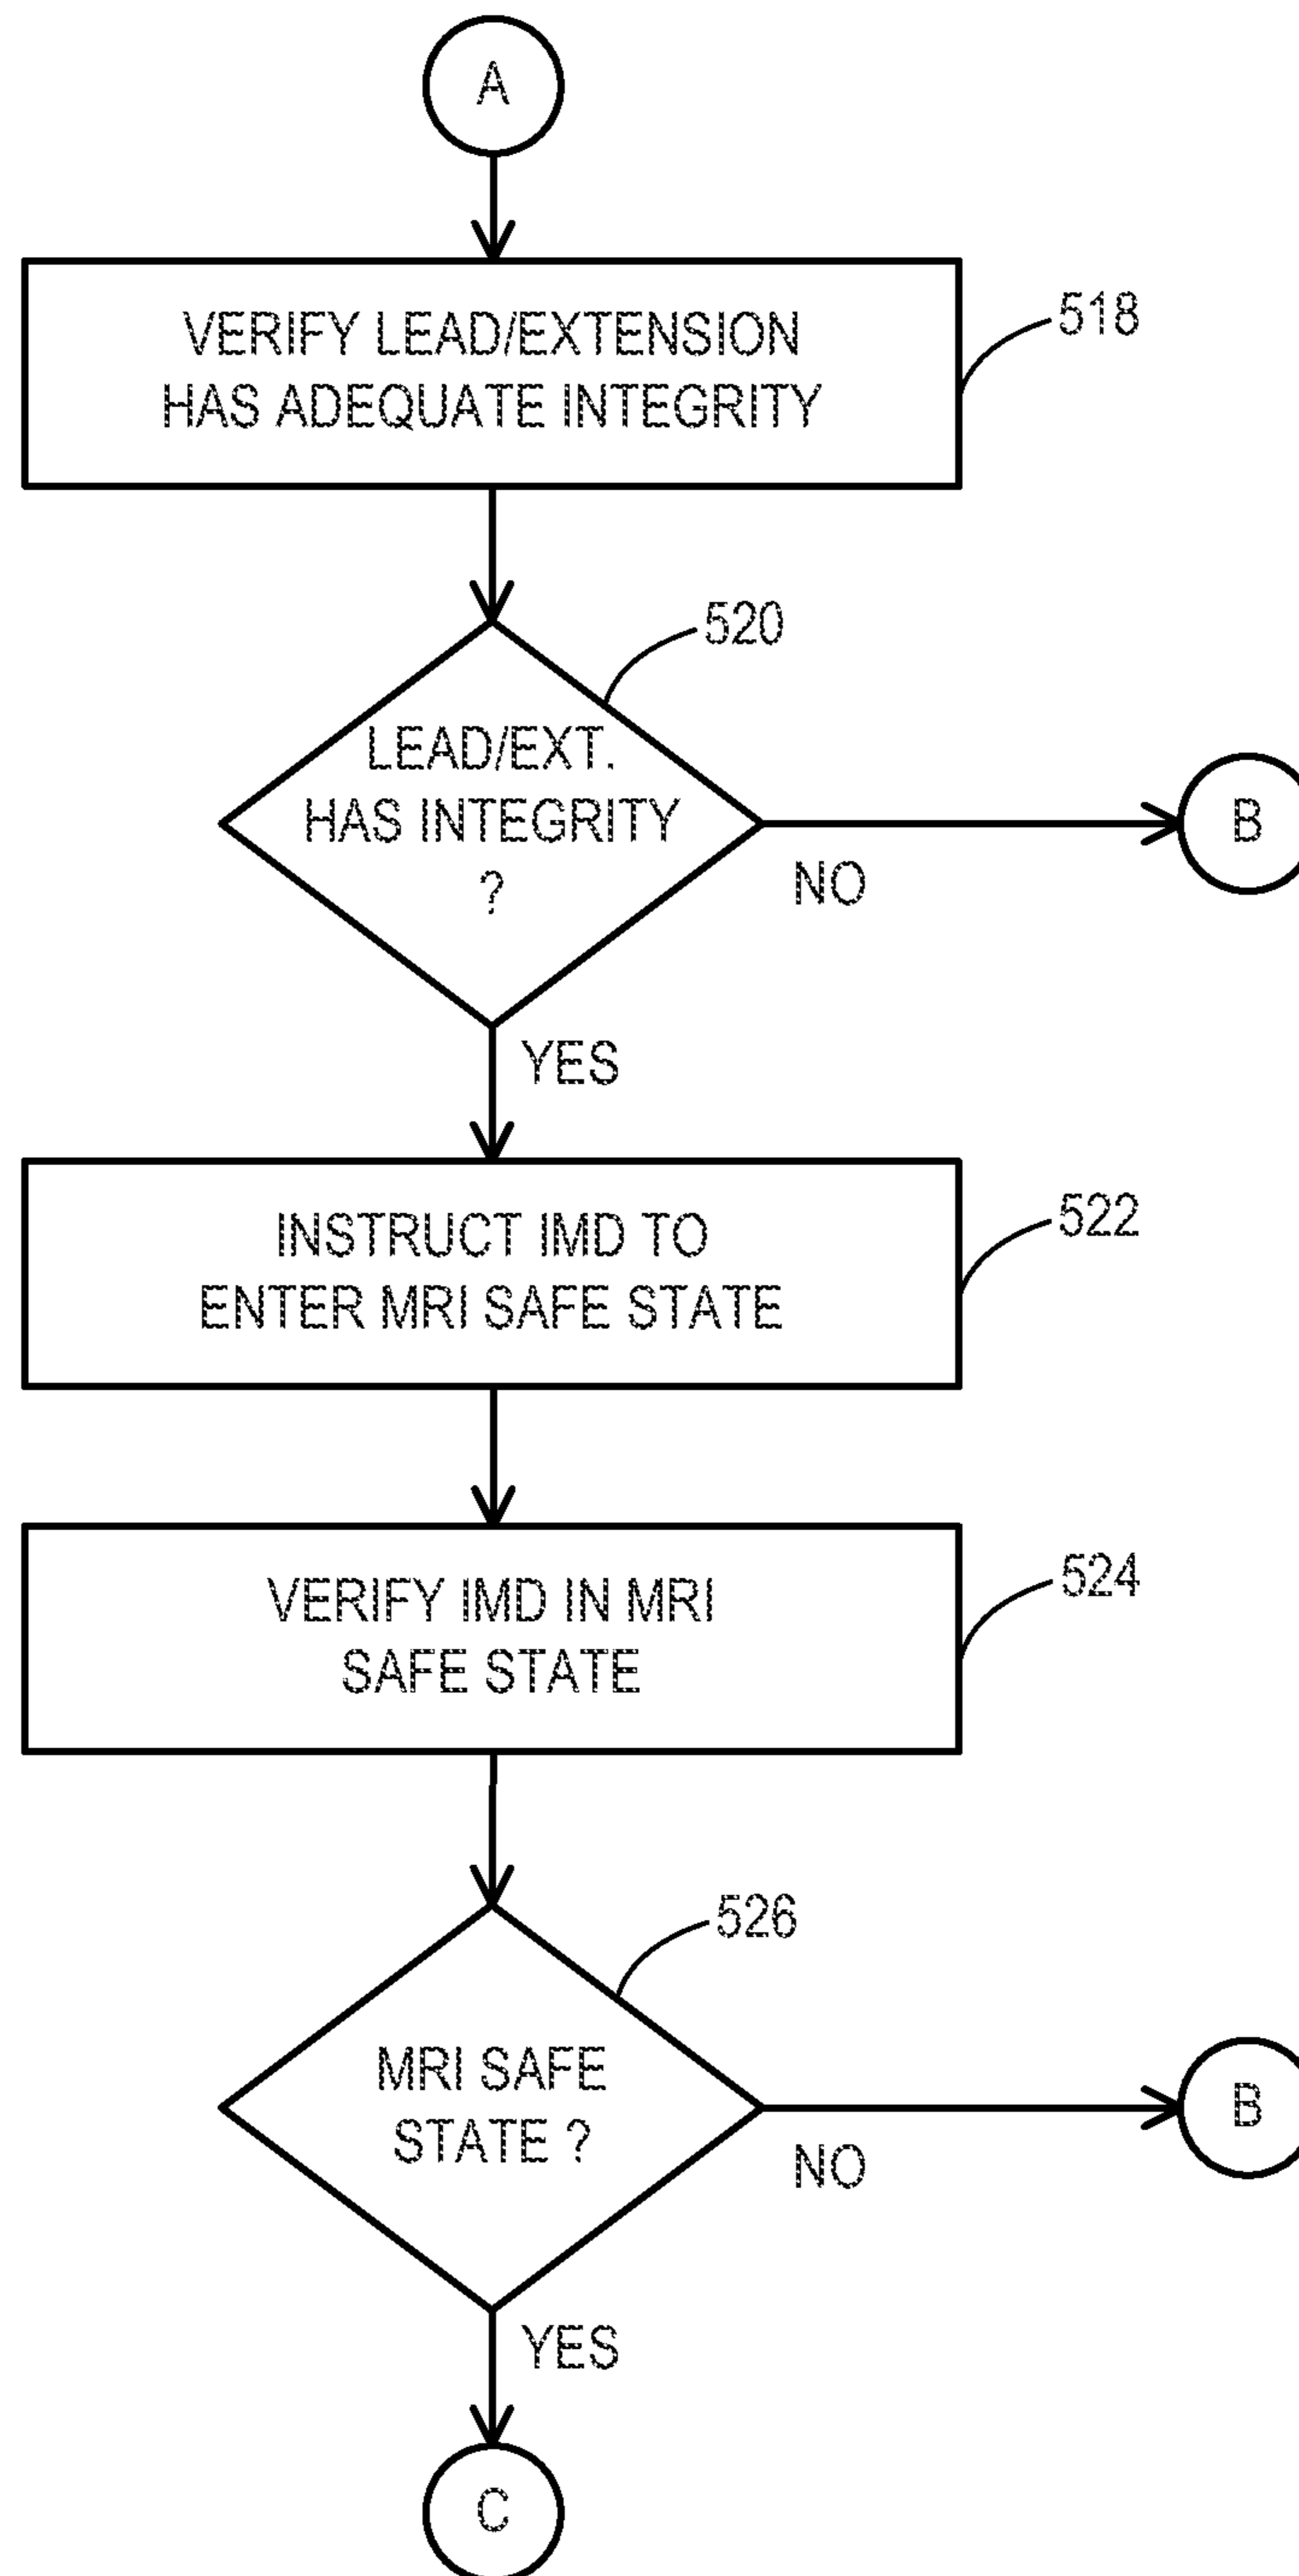 A
VERIFY LEAD/EXTENSION
HAS ADEQUATE INTEGRITY
518
520
LEAD/EXT.
HAS INTEGRITY
?
B
NO
YES
INSTRUCT IMD TO
ENTER MRI SAFE STATE
522
VERIFY IMD IN MRI
SAFE STATE
524
526
MRI SAFE
STATE ?
B
NO
YES
C